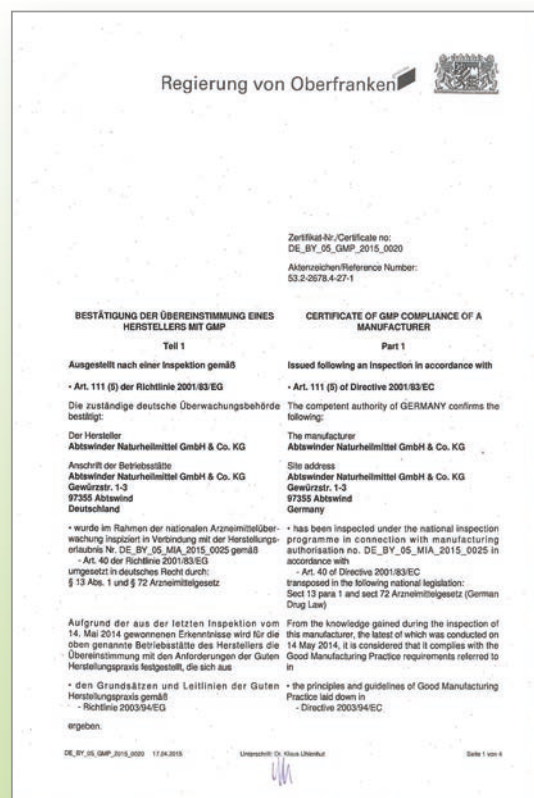 Regierung von Oberfranken
Zertifikat-Nr./Certificate no:
DE_BY_05_GMP_2015_0020
Aktenzeichen/Reference Number:
53.2-2678.4-27-1
BESTÄTIGUNG DER ÜBEREINSTIMMUNG EINES
HERSTELLERS MIT GMP
Teil 1
Ausgestellt nach einer Inspektion gemäß
• Art. 111 (5) der Richtlinie 2001/83/EG
Die zuständige deutsche Überwachungsbehörde
bestätigt:
Der Hersteller
Abtswinder Naturheilmittel GmbH & Co. KG
Anschrift der Betriebsstätte
Abtswinder Naturheilmittel GmbH & Co. KG
Gewürzstr. 1-3
97355 Abtswind
Deutschland
• wurde im Rahmen der nationalen Arzneimittelüber-
wachung inspiziert in Verbindung mit der Herstellungs-
erlaubnis Nr. DE_BY_05_MIA_2015_0025 gemäß
- Art. 40 der Richtlinie 2001/83/EG
umgesetzt in deutsches Recht durch:
§ 13 Abs. 1 und § 72 Arzneimittelgesetz
Aufgrund der aus der letzten Inspektion vom
14. Mai 2014 gewonnenen Erkenntnisse wird für die
oben genannte Betriebsstätte des Herstellers die
Übereinstimmung mit den Anforderungen der Guten
Herstellungspraxis festgestellt, die sich aus
• den Grundsätzen und Leitlinien der Guten
Herstellungspraxis gemäß
- Richtlinie 2003/94/EG
ergeben.
CERTIFICATE OF GMP COMPLIANCE OF A
MANUFACTURER
Part 1
Issued following an inspection in accordance with
• Art. 111 (5) of Directive 2001/83/EC
The competent authority of GERMANY confirms the
following:
The manufacturer
Abtswinder Naturheilmittel GmbH & Co. KG
Site address
Abtswinder Naturheilmittel GmbH & Co. KG
Gewürzstr. 1-3
97355 Abtswind
Germany
• has been inspected under the national inspection
programme in connection with manufacturing
authorisation no. DE_BY_05_MIA_2015_0025 in
accordance with
- Art. 40 of Directive 2001/83/EC
transposed in the following national legislation:
Sect 13 para 1 and sect 72 Arzneimittelgesetz (German
Drug Law)
From the knowledge gained during the inspection of
this manufacturer, the latest of which was conducted on
14 May 2014, it is considered that it complies with the
Good Manufacturing Practice requirements referred to
in
• the principles and guidelines of Good Manufacturing
Practice laid down in
- Directive 2003/94/EC
DE_BY_05_GMP_2015_0020 17.04.2015
Unterschrift: Dr. Klaus Uhlenhut
Seite 1 von 4